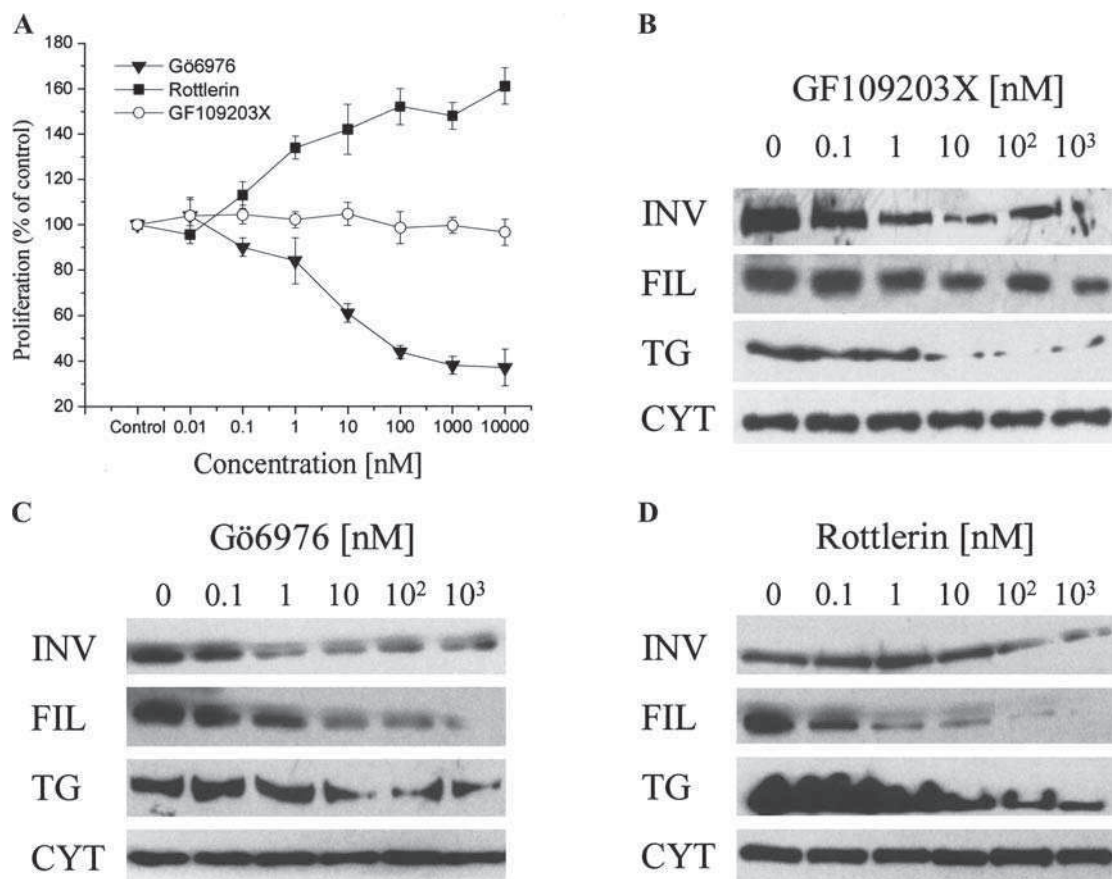 A
180
160
140
120
100
80
60
40
20
Proliferation (% of control)
Gö6976
Rottlerin
GF109203X
Control 0.01 0.1 1 10 100 1000 10000
Concentration [nM]
B
GF109203X [nM]
0 0.1 1 10 10² 10³
INV
FIL
TG
CYT
C
Gö6976 [nM]
0 0.1 1 10 10² 10³
INV
FIL
TG
CYT
D
Rottlerin [nM]
0 0.1 1 10 10² 10³
INV
FIL
TG
CYT